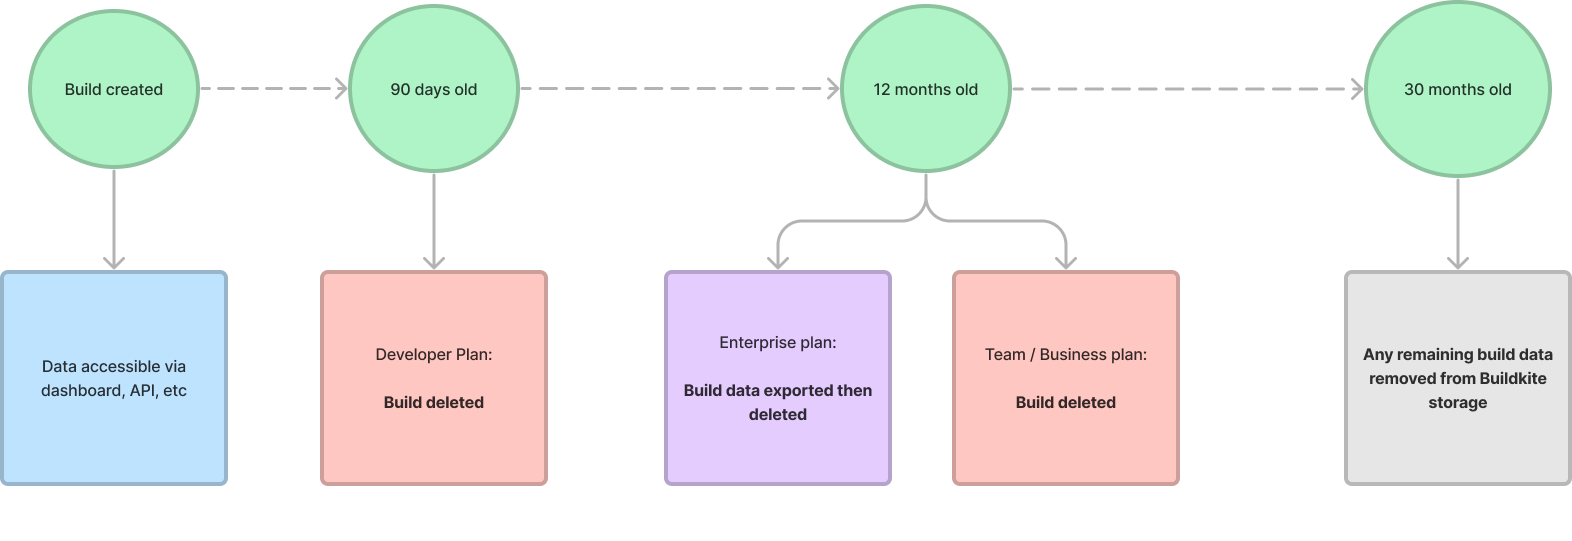 Build created
90 days old
12 months old
30 months old
Data accessible via
dashboard, API, etc
Developer Plan:
Build deleted
Enterprise plan:
Build data exported then
deleted
Team / Business plan:
Build deleted
Any remaining build data
removed from Buildkite
storage